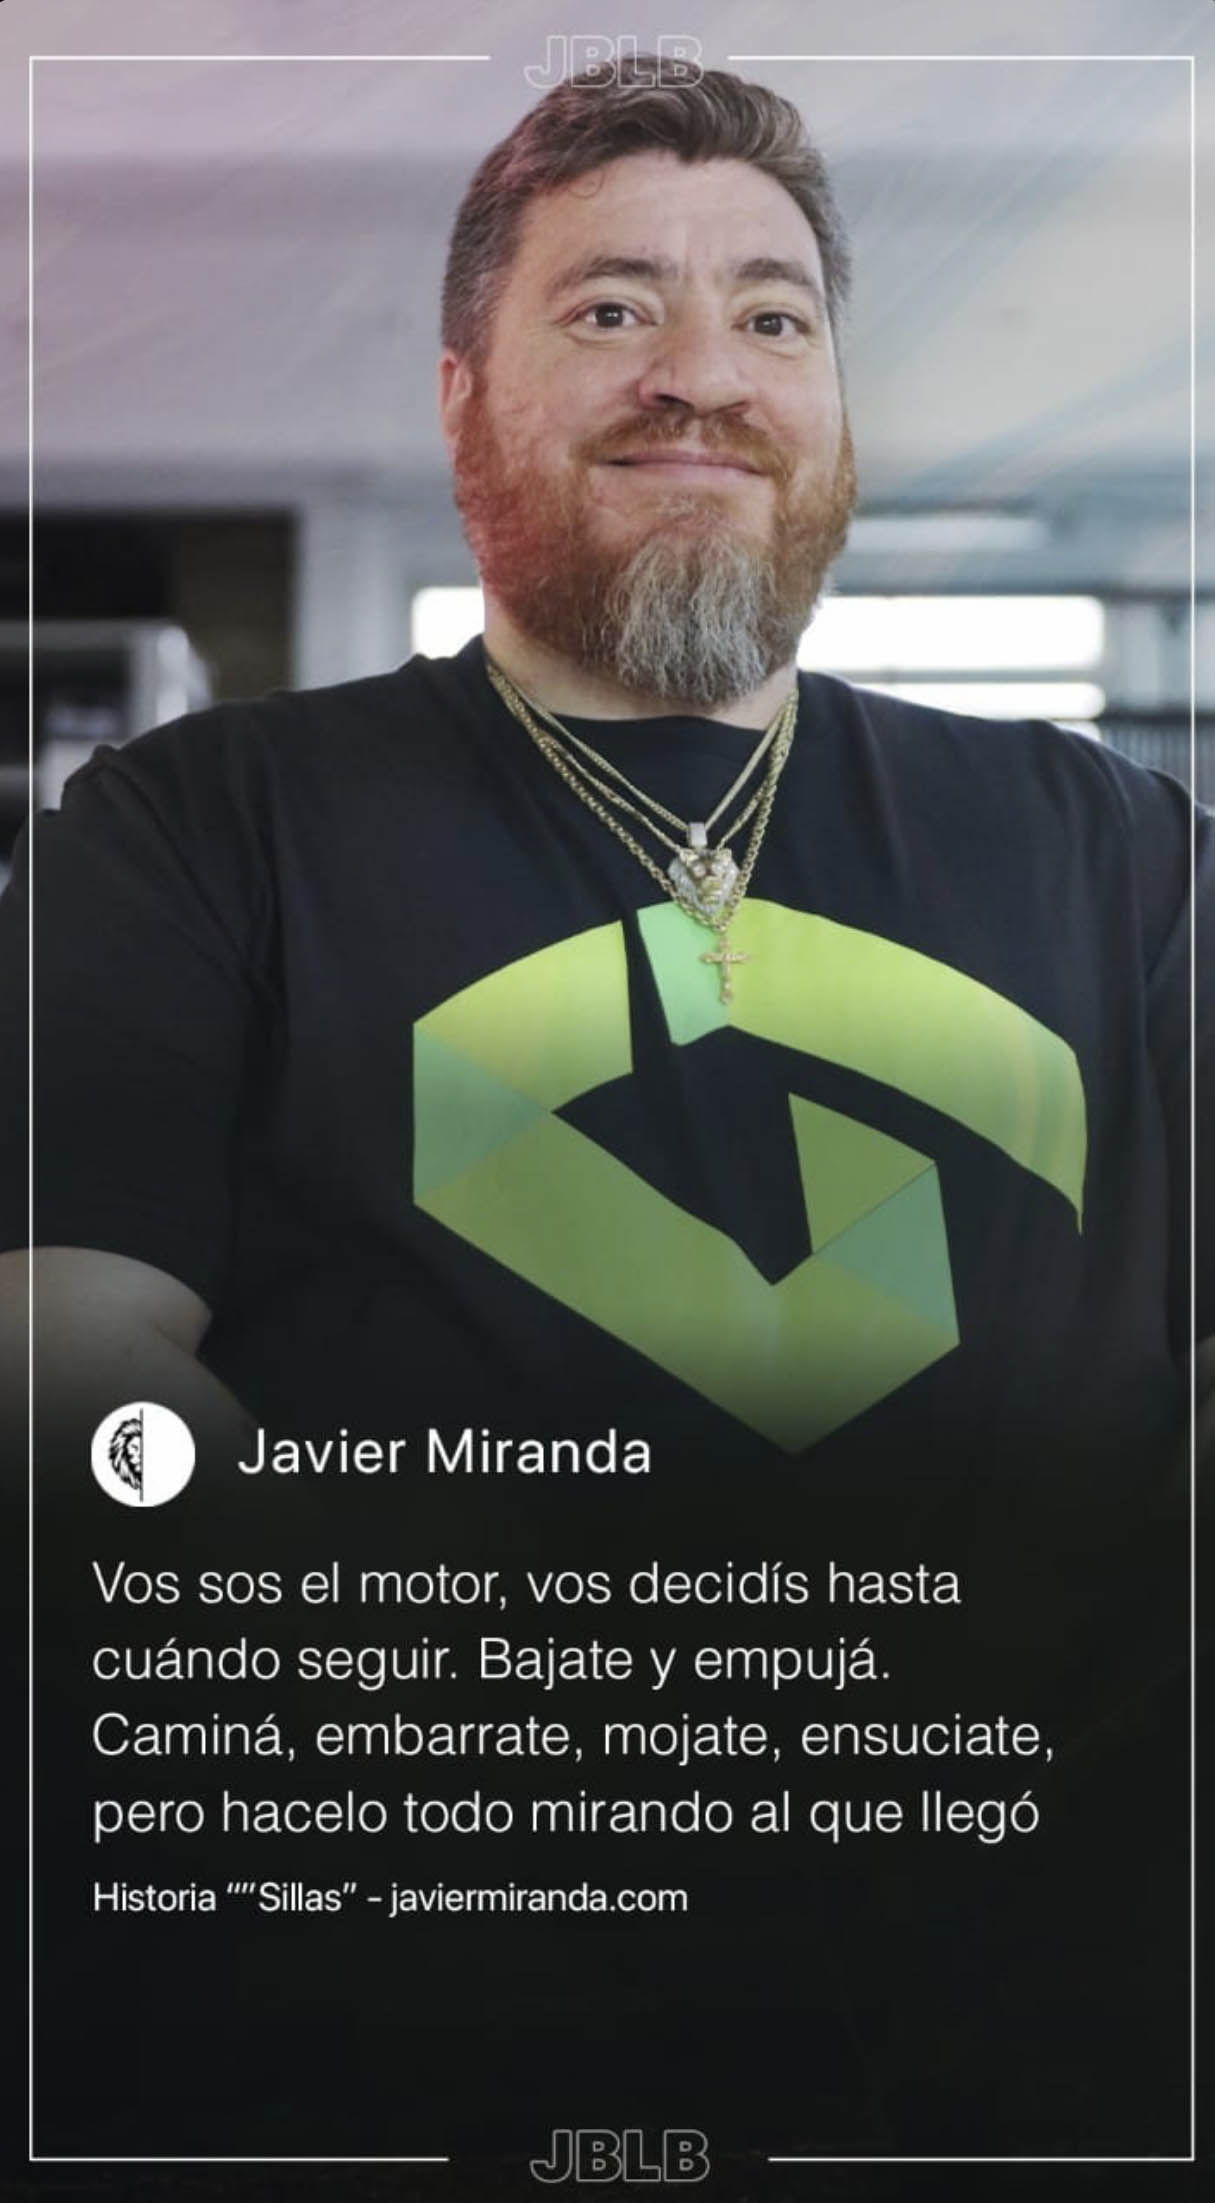 JBLB
Javier Miranda
Vos sos el motor, vos decidís hasta
cuándo seguir. Bajate y empujá.
Caminá, embarrate, mojate, ensuciate,
pero hacelo todo mirando al que llegó
Historia “”Sillas” - javiermiranda.com
JBLB